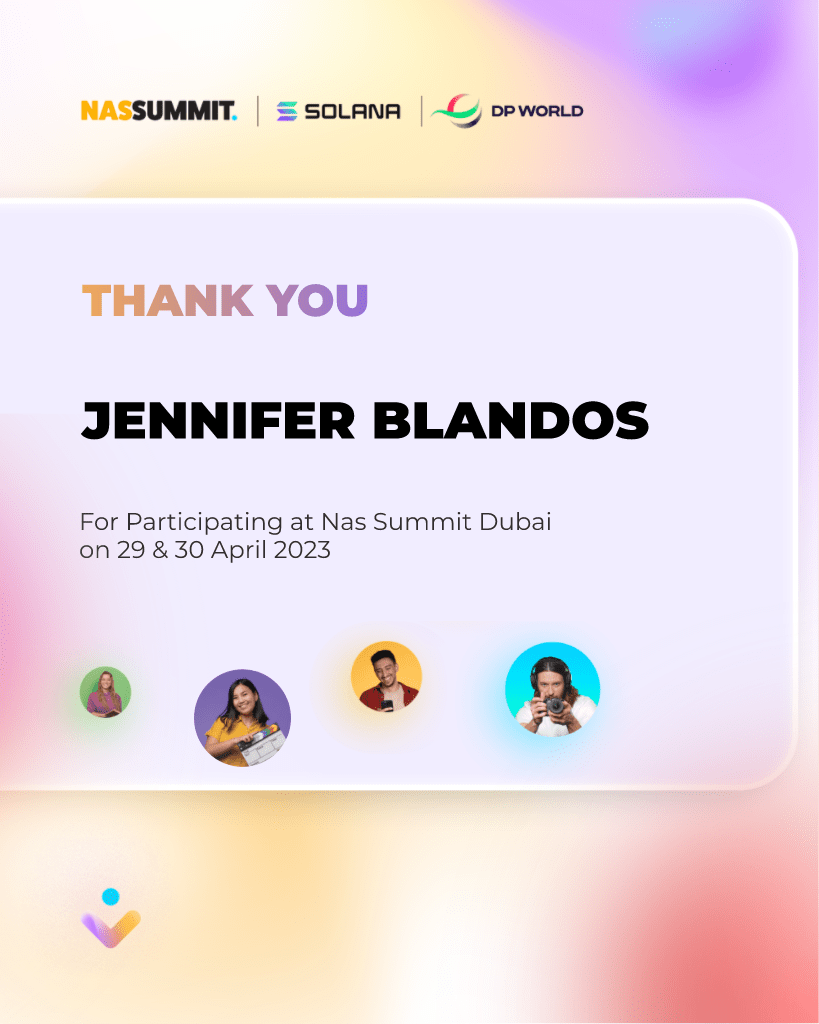 NASSUMMIT. | SOLANA | DP WORLD
THANK YOU
JENNIFER BLANDOS
For Participating at Nas Summit Dubai
on 29 & 30 April 2023